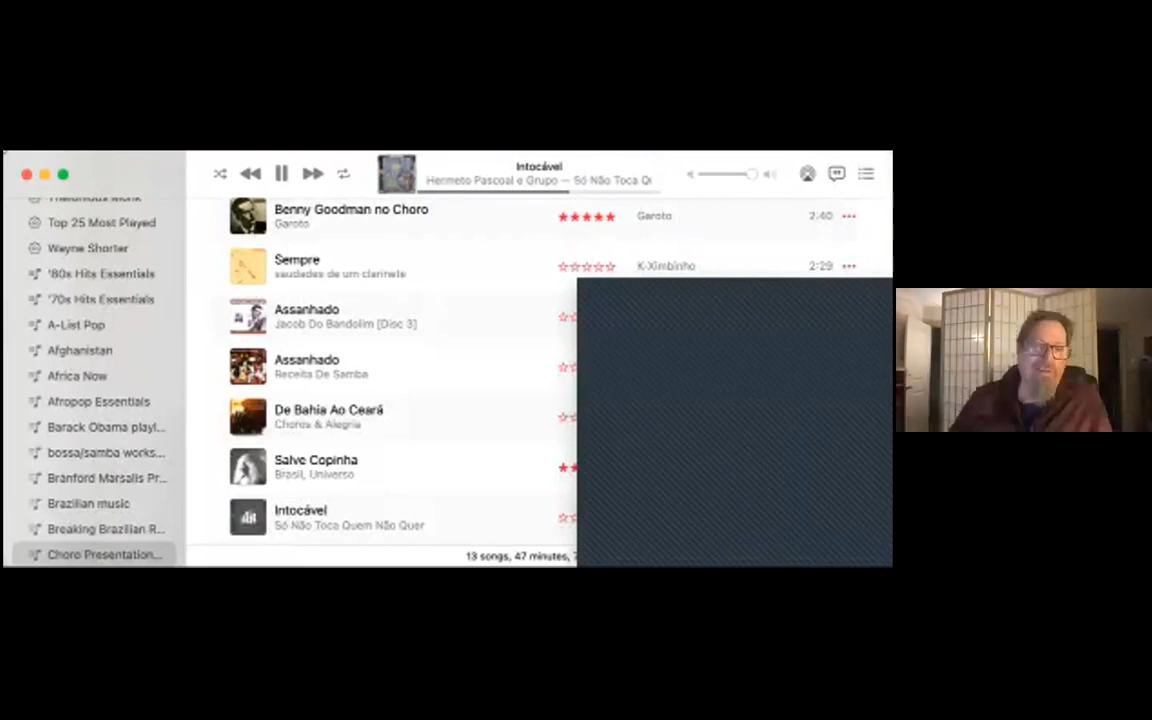 Thelonious Monk
Top 25 Most Played
Wayne Shorter
'80s Hits Essentials
'70s Hits Essentials
A-List Pop
Afghanistan
Africa Now
Afropop Essentials
Barack Obama playl...
bossa/samba works...
Branford Marsalis Pr...
Brazilian music
Breaking Brazilian R...
Choro Presentation...
Intocável
Hermeto Pascoal e Grupo — Só Não Toca Qu
Benny Goodman no Choro
Garoto
Garoto
2:40
Sempre
saudades de um clarinete
K-Ximbinho
2:29
Assanhado
Jacob Do Bandolim [Disc 3]
Assanhado
Receita De Samba
De Bahia Ao Ceará
Choros & Alegria
Salve Copinha
Brasil, Universo
Intocável
Só Não Toca Quem Não Quer
13 songs, 47 minutes,